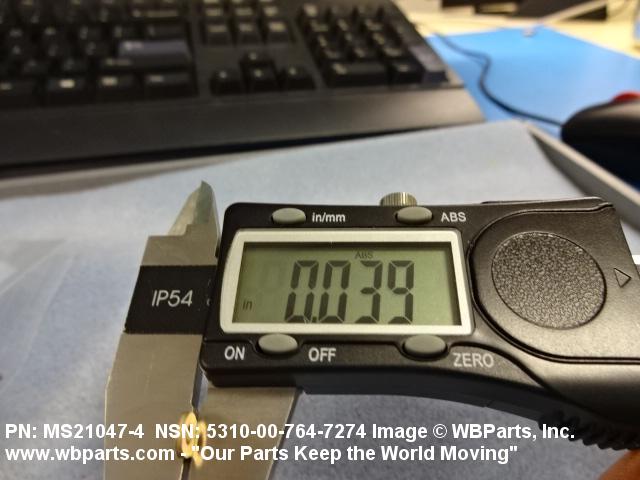 in/mm ABS
ABS
0.039
in
IP54
ON OFF ZERO
PN: MS21047-4 NSN: 5310-00-764-7274 Image © WBParts, Inc.
www.wbparts.com - "Our Parts Keep the World Moving"